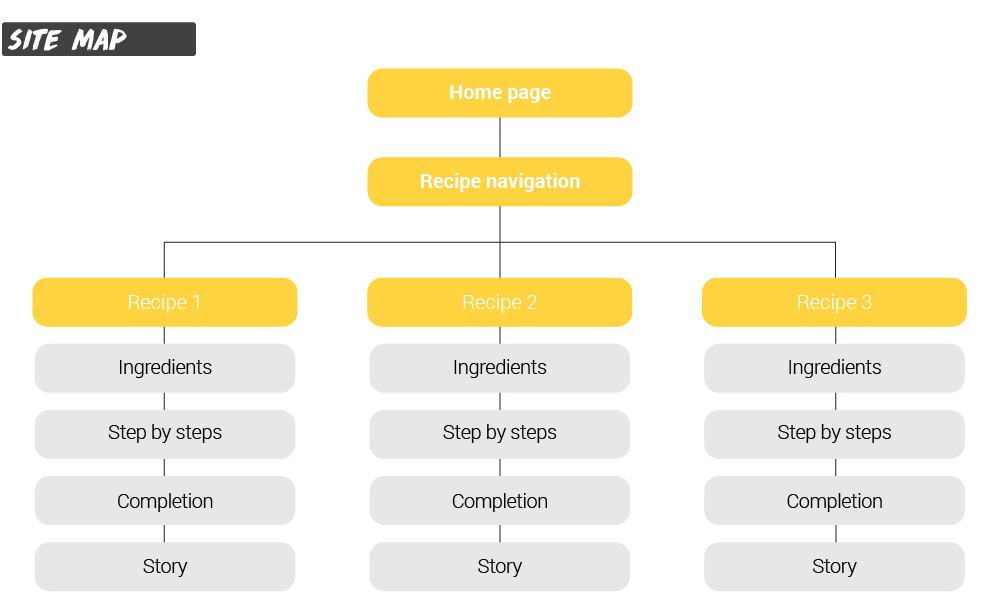 SITE MAP
Home page
Recipe navigation
Recipe 1
Recipe 2
Recipe 3
Ingredients
Ingredients
Ingredients
Step by steps
Step by steps
Step by steps
Completion
Completion
Completion
Story
Story
Story